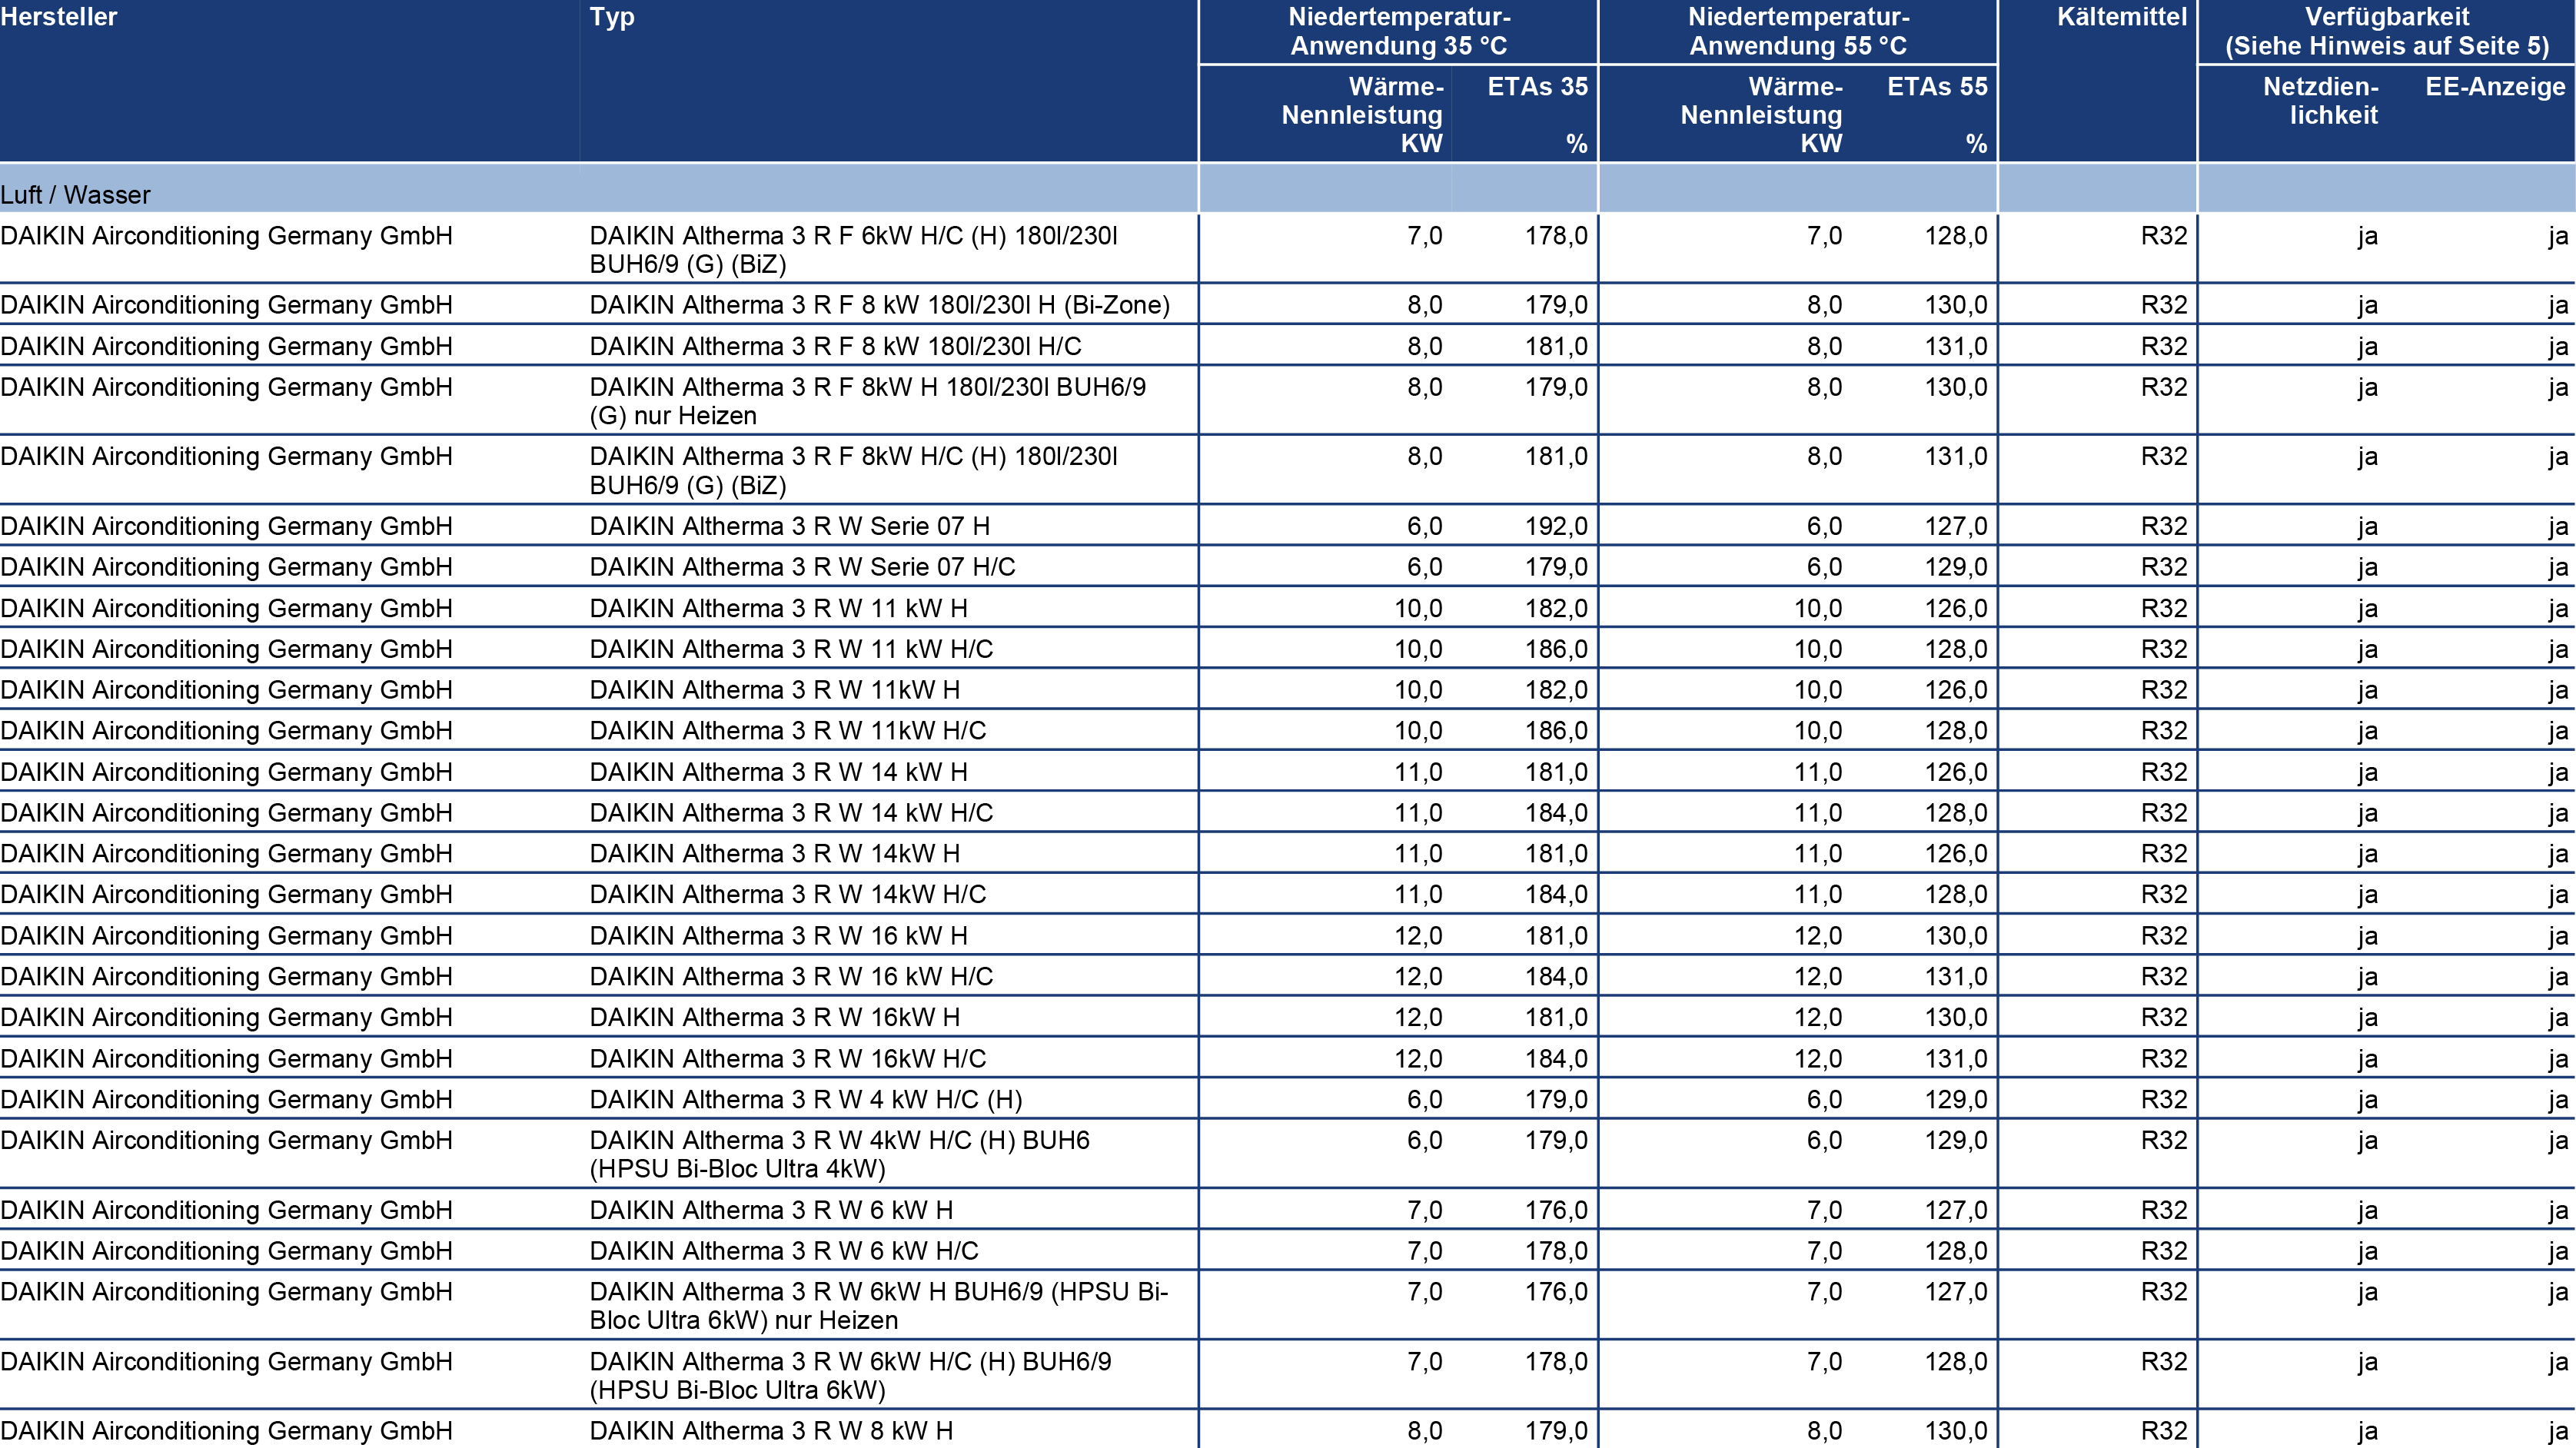 Hersteller Typ Niedertemperatur- Niedertemperatur- Kältemittel Verfügbarkeit
Anwendung 35 °C Anwendung 55 °C (Siehe Hinweis auf Seite 5)
Wärme- ETAs 35 Wärme- ETAs 55 Netzdien- EE-Anzeige
Nennleistung Nennleistung lichkeit
KW % KW %
Luft / Wasser
DAIKIN Airconditioning Germany GmbH DAIKIN Altherma 3 R F 6kW H/C (H) 180l/230l 7,0 178,0 7,0 128,0 R32 ja ja
BUH6/9 (G) (BiZ)
DAIKIN Airconditioning Germany GmbH DAIKIN Altherma 3 R F 8 kW 180l/230l H (Bi-Zone) 8,0 179,0 8,0 130,0 R32 ja ja
DAIKIN Airconditioning Germany GmbH DAIKIN Altherma 3 R F 8 kW 180l/230l H/C 8,0 181,0 8,0 131,0 R32 ja ja
DAIKIN Airconditioning Germany GmbH DAIKIN Altherma 3 R F 8kW H 180l/230l BUH6/9 8,0 179,0 8,0 130,0 R32 ja ja
(G) nur Heizen
DAIKIN Airconditioning Germany GmbH DAIKIN Altherma 3 R F 8kW H/C (H) 180l/230l 8,0 181,0 8,0 131,0 R32 ja ja
BUH6/9 (G) (BiZ)
DAIKIN Airconditioning Germany GmbH DAIKIN Altherma 3 R W Serie 07 H 6,0 192,0 6,0 127,0 R32 ja ja
DAIKIN Airconditioning Germany GmbH DAIKIN Altherma 3 R W Serie 07 H/C 6,0 179,0 6,0 129,0 R32 ja ja
DAIKIN Airconditioning Germany GmbH DAIKIN Altherma 3 R W 11 kW H 10,0 182,0 10,0 126,0 R32 ja ja
DAIKIN Airconditioning Germany GmbH DAIKIN Altherma 3 R W 11 kW H/C 10,0 186,0 10,0 128,0 R32 ja ja
DAIKIN Airconditioning Germany GmbH DAIKIN Altherma 3 R W 11kW H 10,0 182,0 10,0 126,0 R32 ja ja
DAIKIN Airconditioning Germany GmbH DAIKIN Altherma 3 R W 11kW H/C 10,0 186,0 10,0 128,0 R32 ja ja
DAIKIN Airconditioning Germany GmbH DAIKIN Altherma 3 R W 14 kW H 11,0 181,0 11,0 126,0 R32 ja ja
DAIKIN Airconditioning Germany GmbH DAIKIN Altherma 3 R W 14 kW H/C 11,0 184,0 11,0 128,0 R32 ja ja
DAIKIN Airconditioning Germany GmbH DAIKIN Altherma 3 R W 14kW H 11,0 181,0 11,0 126,0 R32 ja ja
DAIKIN Airconditioning Germany GmbH DAIKIN Altherma 3 R W 14kW H/C 11,0 184,0 11,0 128,0 R32 ja ja
DAIKIN Airconditioning Germany GmbH DAIKIN Altherma 3 R W 16 kW H 12,0 181,0 12,0 130,0 R32 ja ja
DAIKIN Airconditioning Germany GmbH DAIKIN Altherma 3 R W 16 kW H/C 12,0 184,0 12,0 131,0 R32 ja ja
DAIKIN Airconditioning Germany GmbH DAIKIN Altherma 3 R W 16kW H 12,0 181,0 12,0 130,0 R32 ja ja
DAIKIN Airconditioning Germany GmbH DAIKIN Altherma 3 R W 16kW H/C 12,0 184,0 12,0 131,0 R32 ja ja
DAIKIN Airconditioning Germany GmbH DAIKIN Altherma 3 R W 4 kW H/C (H) 6,0 179,0 6,0 129,0 R32 ja ja
DAIKIN Airconditioning Germany GmbH DAIKIN Altherma 3 R W 4kW H/C (H) BUH6 6,0 179,0 6,0 129,0 R32 ja ja
(HPSU Bi-Bloc Ultra 4kW)
DAIKIN Airconditioning Germany GmbH DAIKIN Altherma 3 R W 6 kW H 7,0 176,0 7,0 127,0 R32 ja ja
DAIKIN Airconditioning Germany GmbH DAIKIN Altherma 3 R W 6 kW H/C 7,0 178,0 7,0 128,0 R32 ja ja
DAIKIN Airconditioning Germany GmbH DAIKIN Altherma 3 R W 6kW H BUH6/9 (HPSU Bi- 7,0 176,0 7,0 127,0 R32 ja ja
Bloc Ultra 6kW) nur Heizen
DAIKIN Airconditioning Germany GmbH DAIKIN Altherma 3 R W 6kW H/C (H) BUH6/9 7,0 178,0 7,0 128,0 R32 ja ja
(HPSU Bi-Bloc Ultra 6kW)
DAIKIN Airconditioning Germany GmbH DAIKIN Altherma 3 R W 8 kW H 8,0 179,0 8,0 130,0 R32 ja ja